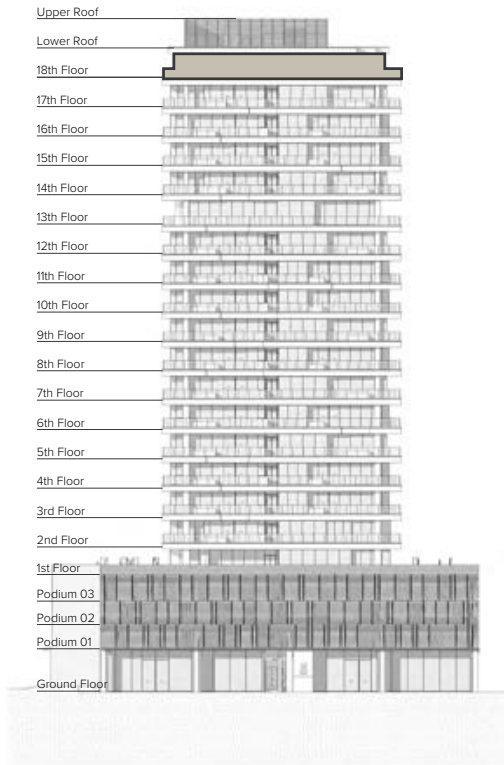 Upper Roof
Lower Roof
18th Floor
17th Floor
16th Floor
15th Floor
14th Floor
13th Floor
12th Floor
11th Floor
10th Floor
9th Floor
8th Floor
7th Floor
6th Floor
5th Floor
4th Floor
3rd Floor
2nd Floor
1st Floor
Podium 03
Podium 02
Podium 01
Ground Floor